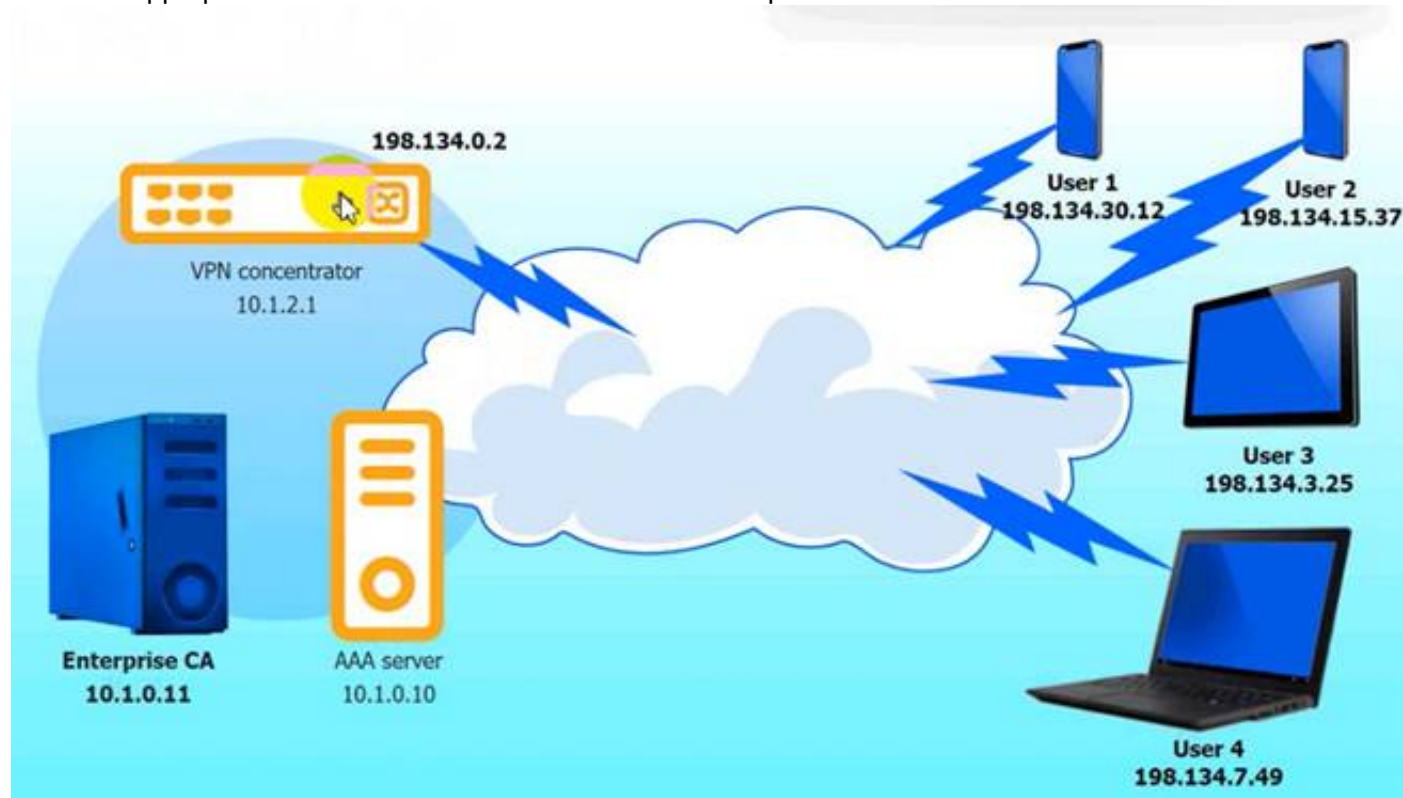 198.134.0.2
VPN concentrator
10.1.2.1
User 1
198.134.30.12
User 2
198.134.15.37
User 3
198.134.3.25
User 4
198.134.7.49
Enterprise CA
10.1.0.11
AAA server
10.1.0.10